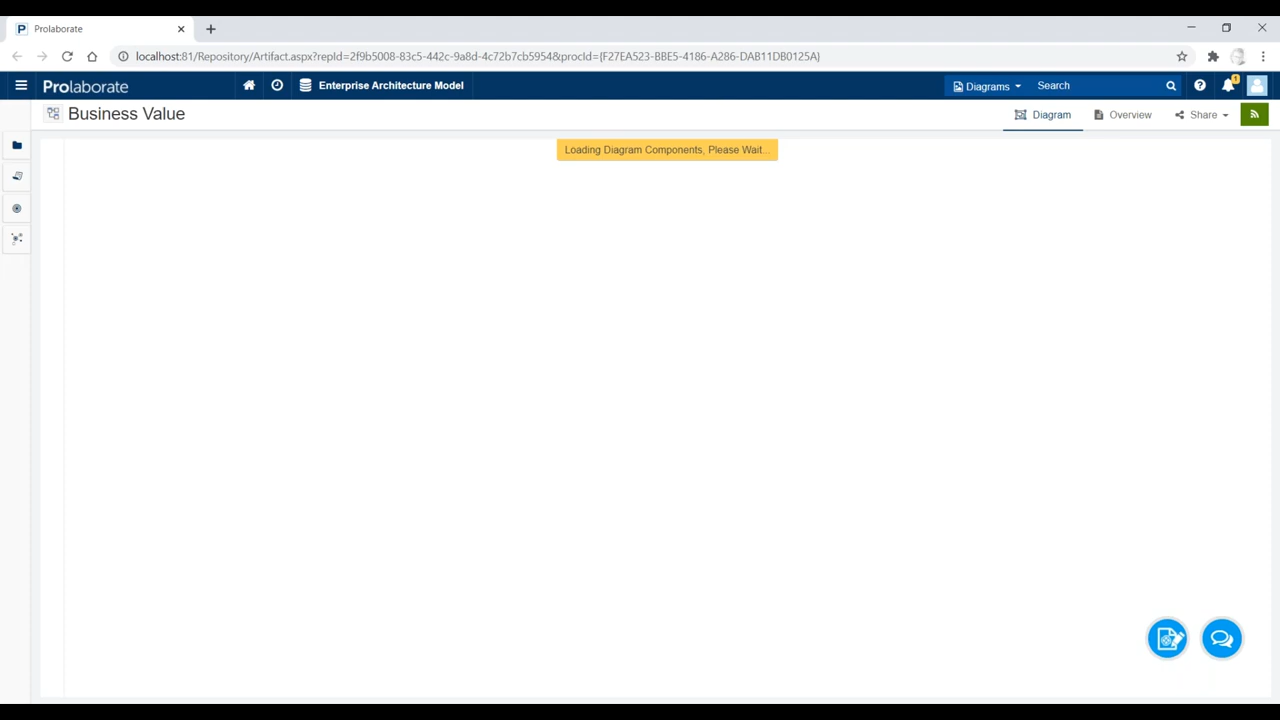 Prolaborate
localhost:81/Repository/Artifact.aspx?repId=2f9b5008-83c5-442c-9a8d-4c72b7cb5954&procId={F27EA523-BBE5-4186-A286-DAB11DB0125A}
Prolaborate
Enterprise Architecture Model
Diagrams
Search
1
Business Value
Diagram
Overview
Share
Loading Diagram Components, Please Wait...